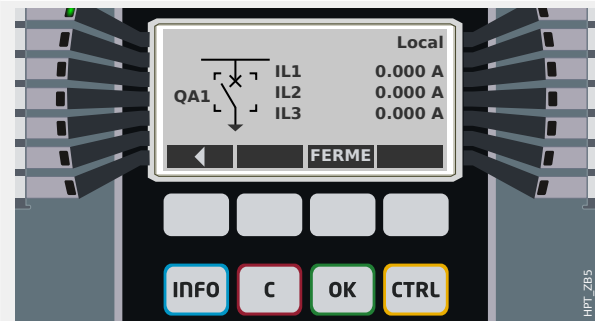 Local
IL1 0.000 A
QA1 IL2 0.000 A
IL3 0.000 A
FERME
INFO C OK CTRL
HPT_ZB5